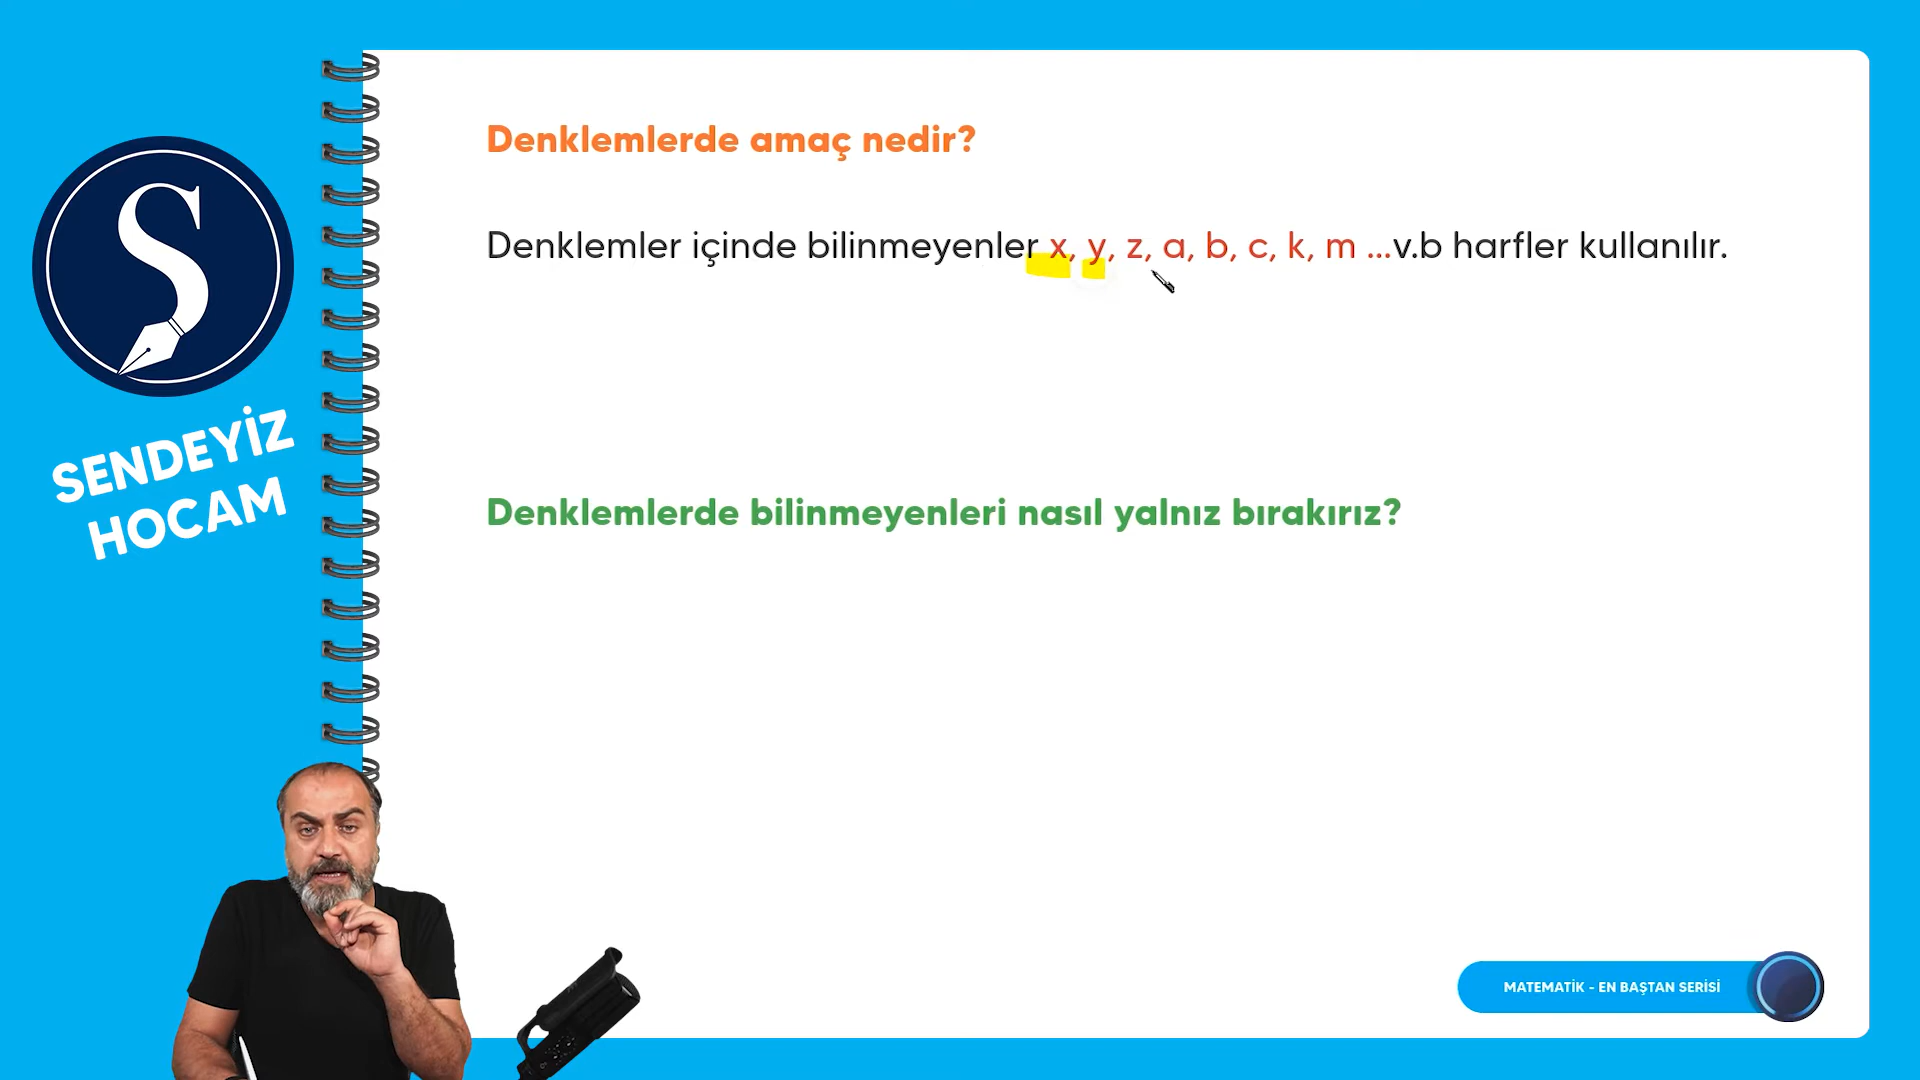 Denklemlerde amaç nedir?
Denklemler içinde bilinmeyenler x, y, z, a, b, c, k, m ...v.b harfler kullanılır.
SENDEYİZ
HOCAM
Denklemlerde bilinmeyenleri nasıl yalnız bırakırız?
MATEMATİK - EN BAŞTAN SERİSİ